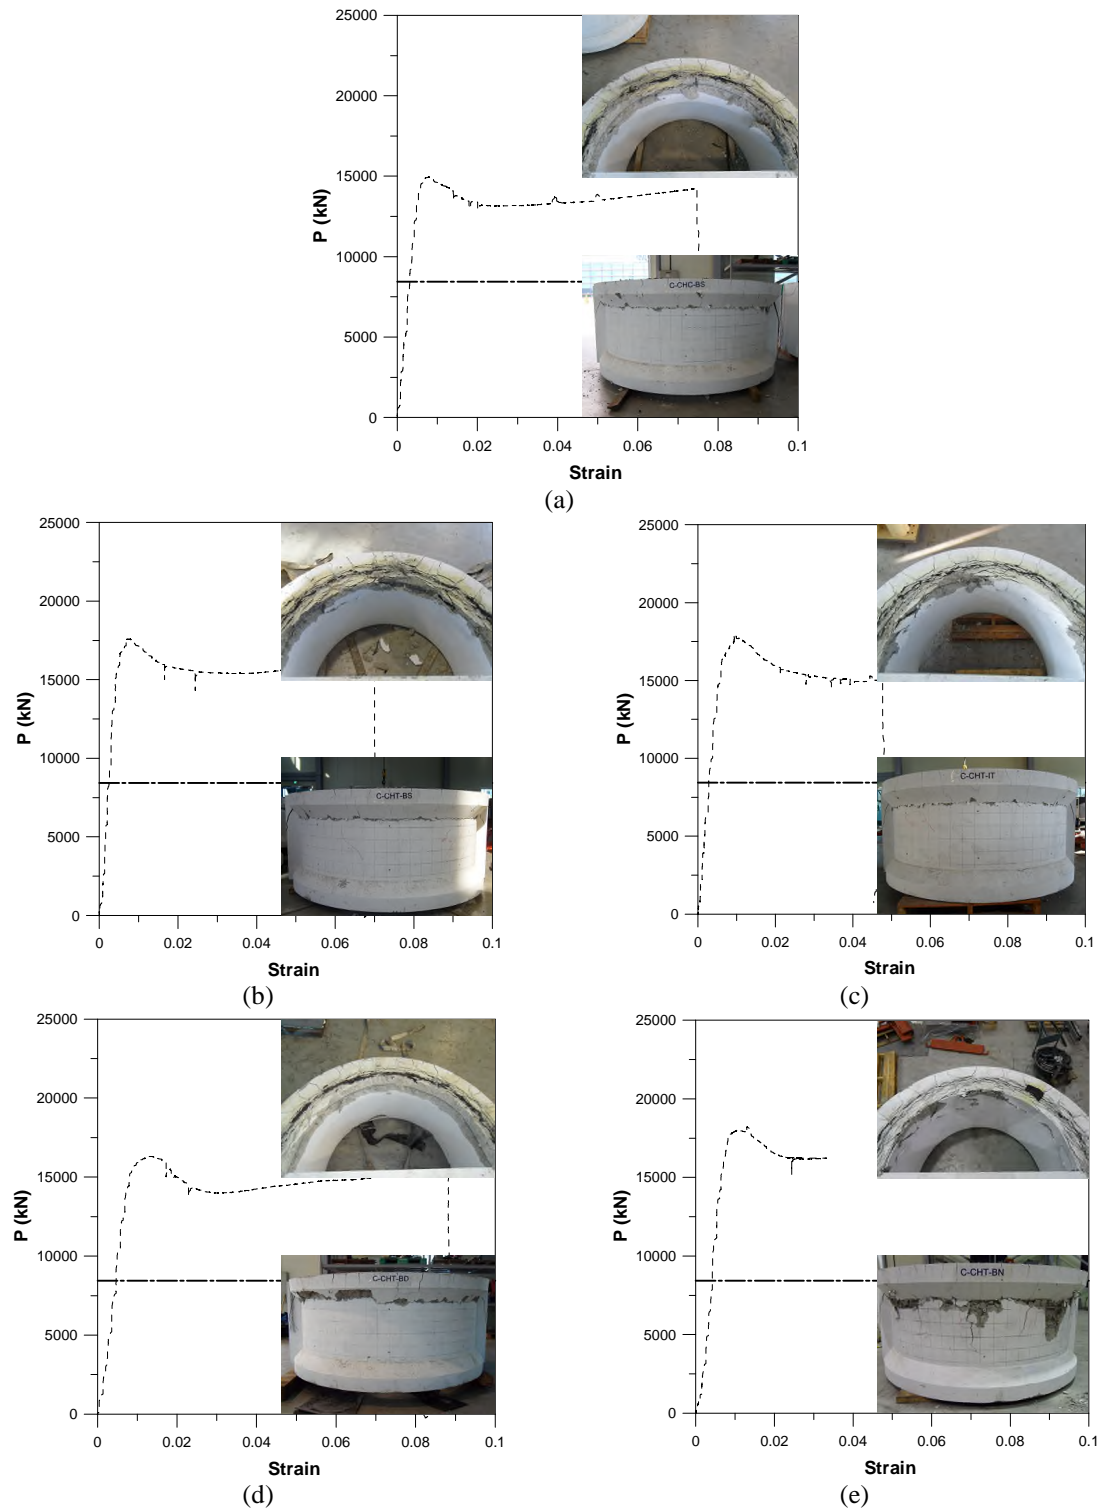 25000
20000
15000
10000
5000
0
P (kN)
C-CHC-BS
0 0.02 0.04 0.06 0.08 0.1
Strain
(a)
25000
20000
15000
10000
5000
0
P (kN)
C-CHT-BS
0 0.02 0.04 0.06 0.08 0.1
Strain
(b)
25000
20000
15000
10000
5000
0
P (kN)
C-CHT-IT
0 0.02 0.04 0.06 0.08 0.1
Strain
(c)
25000
20000
15000
10000
5000
0
P (kN)
C-CHT-BD
0 0.02 0.04 0.06 0.08 0.1
Strain
(d)
25000
20000
15000
10000
5000
0
P (kN)
C-CHT-BN
0 0.02 0.04 0.06 0.08 0.1
Strain
(e)